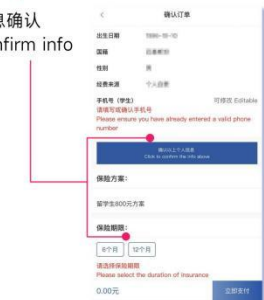 息确认
nfirm info
确认订单
出生日期
国籍
性别 男
经费来源 个人自费
手机号（学生） 可修改 Editable
请填写或确认手机号
Please ensure you have already entered a valid phone
number
确认以上个人信息
Click to confirm the info above
保险方案：
留学生800元方案
保险期限：
6个月 12个月
请选择保险期限
Please select the duration of insurance
0.00元 立即支付